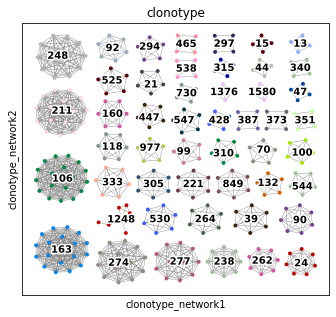 clonotype
248 92 294 465 297 15 13
525 21 538 315 44 340
211 160 447 730 1376 1580 47
547 428 387 373 351
118 977 99 310 70 100
106 333 305 221 849 132 544
1248 530 264 39 90
163 274 277 238 262 24
clonotype_network2
clonotype_network1